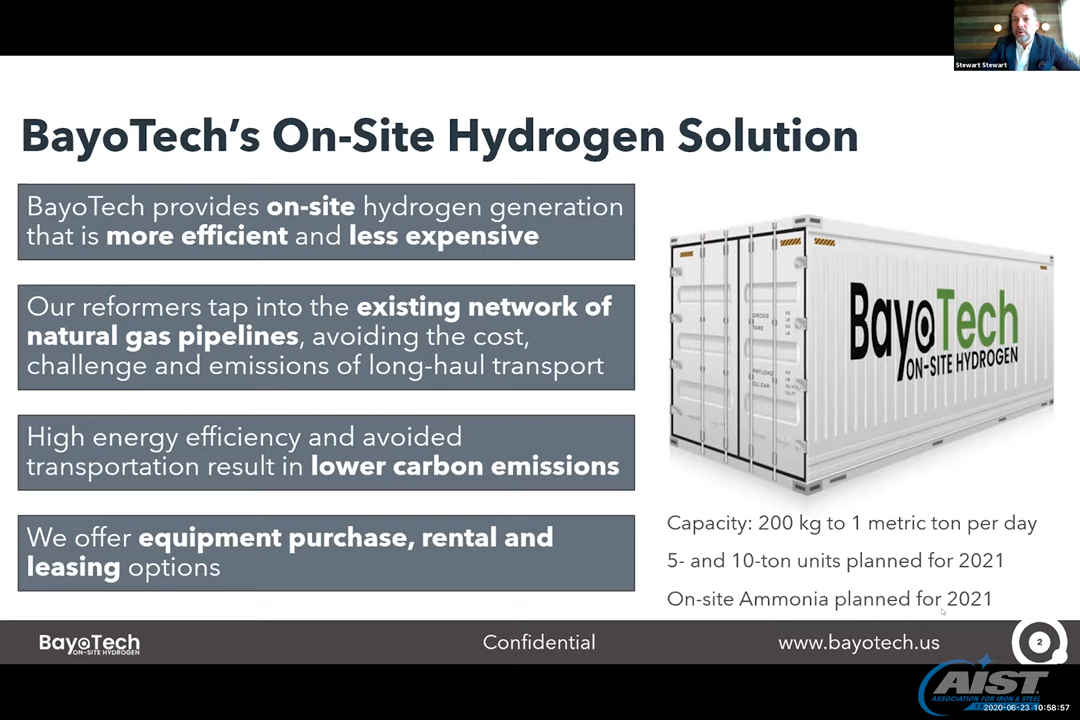 Stewart Stewart
BayoTech's On-Site Hydrogen Solution
BayoTech provides on-site hydrogen generation
that is more efficient and less expensive
Our reformers tap into the existing network of
natural gas pipelines, avoiding the cost,
challenge and emissions of long-haul transport
High energy efficiency and avoided
transportation result in lower carbon emissions
We offer equipment purchase, rental and
leasing options
BayoTech
ON-SITE HYDROGEN
GROSS
TARE
PAYLOAD
CU.CAP.
Capacity: 200 kg to 1 metric ton per day
5- and 10-ton units planned for 2021
On-site Ammonia planned for 2021
BayoTech
ON-SITE HYDROGEN
Confidential
www.bayotech.us
2
AIST
ASSOCIATION FOR IRON & STEEL
2020-06-23 10:58:57